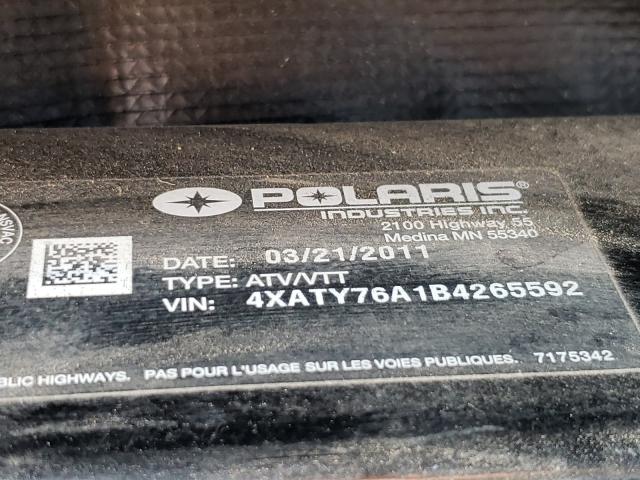 NSVAC
POLARIS®
INDUSTRIES INC.
2100 Highway 55
Medina MN 55340
DATE: 03/21/2011
TYPE: ATV/VTT
VIN: 4XATY76A1B4265592
BLIC HIGHWAYS. PAS POUR L'USAGE SUR LES VOIES PUBLIQUES. 7175342